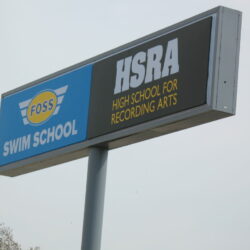 FOSS
SWIM SCHOOL
HSRA
HIGH SCHOOL FOR
RECORDING ARTS